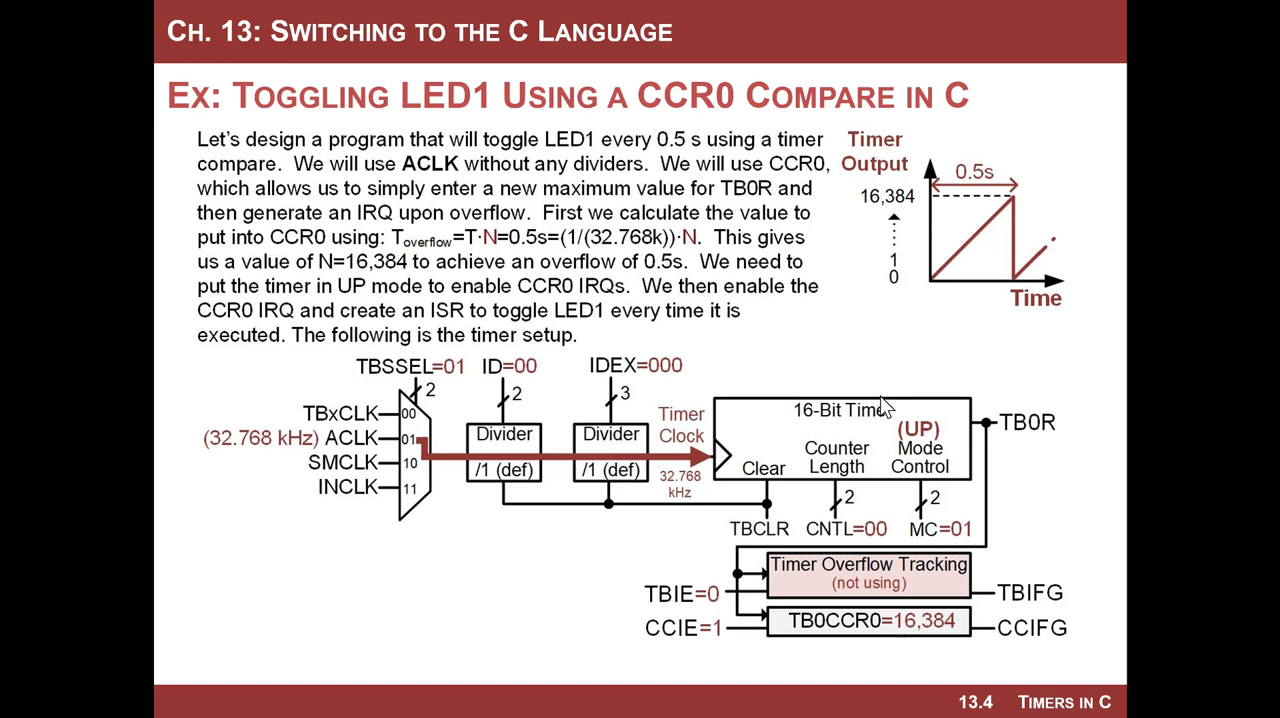 CH. 13: SWITCHING TO THE C LANGUAGE
EX: TOGGLING LED1 USING A CCR0 COMPARE IN C
Let's design a program that will toggle LED1 every 0.5 s using a timer
compare. We will use ACLK without any dividers. We will use CCR0,
which allows us to simply enter a new maximum value for TB0R and
then generate an IRQ upon overflow. First we calculate the value to
put into CCR0 using: Toverflow=T·N=0.5s=(1/(32.768k))·N. This gives
us a value of N=16,384 to achieve an overflow of 0.5s. We need to
put the timer in UP mode to enable CCR0 IRQs. We then enable the
CCR0 IRQ and create an ISR to toggle LED1 every time it is
executed. The following is the timer setup.
Timer
Output
0.5s
16,384
1
0
Time
TBSSEL=01
ID=00
IDEX=000
2
2
3
TBxCLK
00
(32.768 kHz) ACLK
01
SMCLK
10
INCLK
11
Divider
/1 (def)
Divider
/1 (def)
Timer
Clock
32.768
kHz
16-Bit Time
(UP)
Counter
Length
Mode
Control
Clear
TB0R
2
2
TBCLR
CNTL=00
MC=01
Timer Overflow Tracking
(not using)
TBIE=0
TBIFG
TB0CCR0=16,384
CCIE=1
CCIFG
13.4 TIMERS IN C